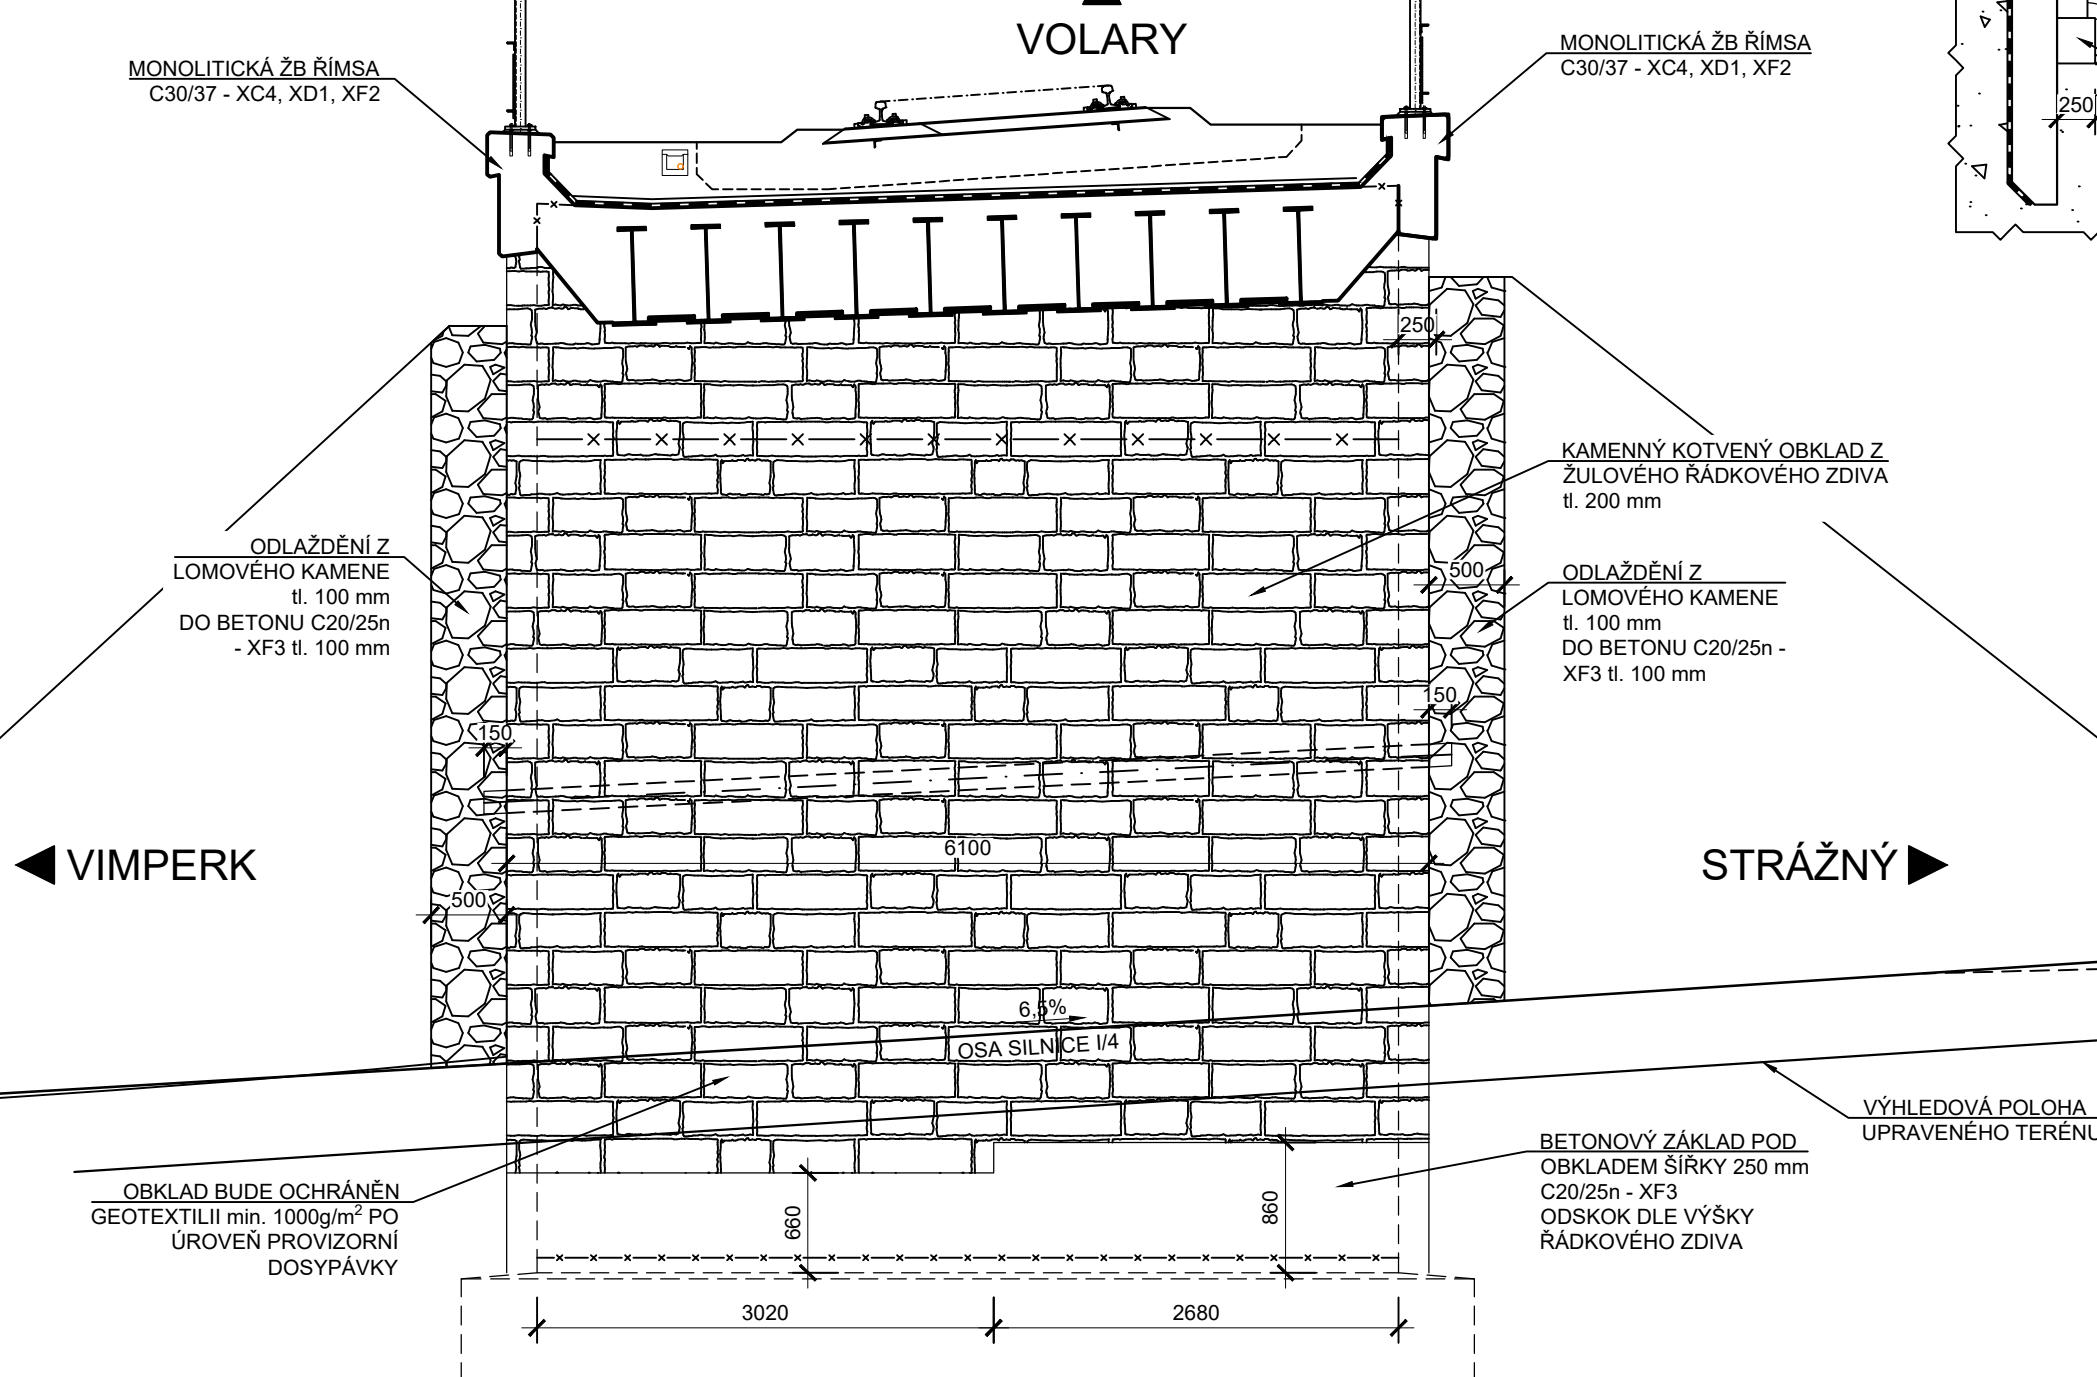 VOLARY
MONOLITICKÁ ŽB ŘÍMSA
C30/37 - XC4, XD1, XF2
MONOLITICKÁ ŽB ŘÍMSA
C30/37 - XC4, XD1, XF2
250
250
KAMENNÝ KOTVENÝ OBKLAD Z
ŽULOVÉHO ŘÁDKOVÉHO ZDIVA
tl. 200 mm
ODLAŽDĚNÍ Z
LOMOVÉHO KAMENE
tl. 100 mm
DO BETONU C20/25n
- XF3 tl. 100 mm
500
ODLAŽDĚNÍ Z
LOMOVÉHO KAMENE
tl. 100 mm
DO BETONU C20/25n -
XF3 tl. 100 mm
150
150
VIMPERK
6100
STRÁŽNÝ
500
6,5%
OSA SILNICE I/4
VÝHLEDOVÁ POLOHA
UPRAVENÉHO TERÉNU
BETONOVÝ ZÁKLAD POD
OBKLADEM ŠÍŘKY 250 mm
C20/25n - XF3
ODSKOK DLE VÝŠKY
ŘÁDKOVÉHO ZDIVA
OBKLAD BUDE OCHRÁNĚN
GEOTEXTILII min. 1000g/m² PO
ÚROVEŇ PROVIZORNÍ
DOSYPÁVKY
660
860
3020
2680